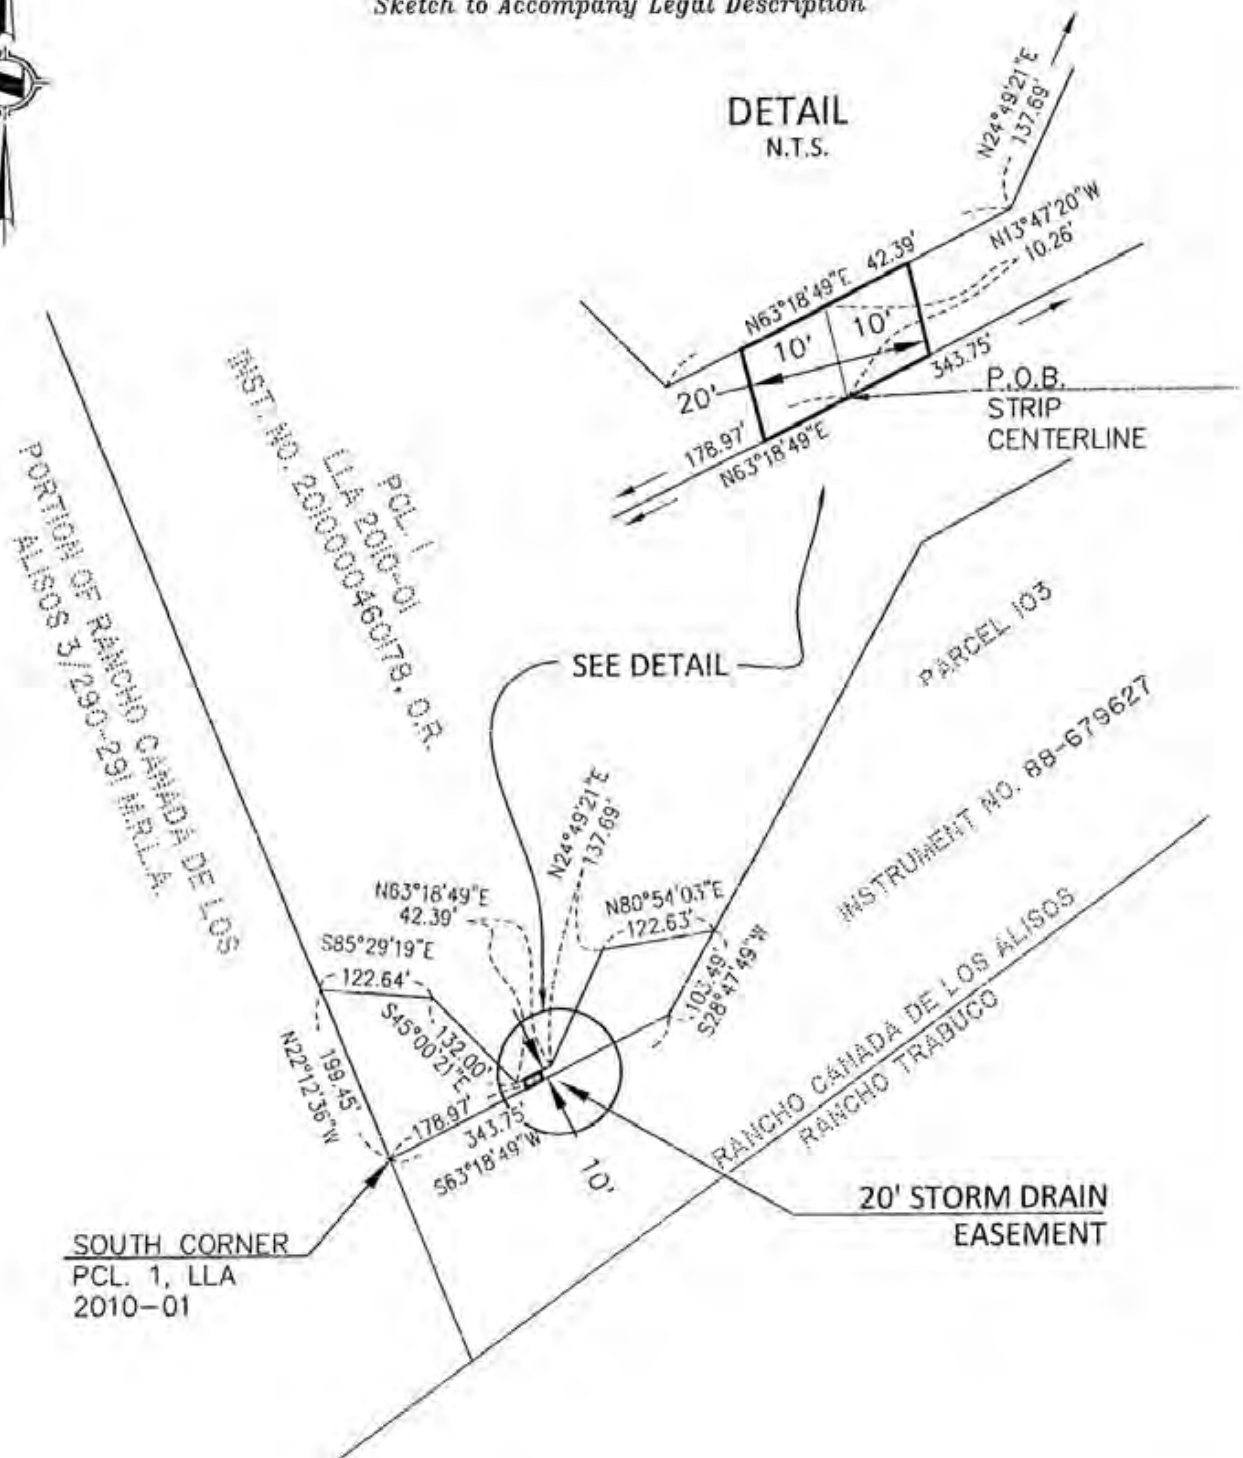 Sketch to Accompany Legal Description
DETAIL
N.T.S.
N24°49'21"E
137.69'
N13°47'20"W
10.26'
N63°18'49"E 42.39'
10'
10'
20'
343.75'
178.97'
N63°18'49"E
P.O.B.
STRIP
CENTERLINE
PCL. 1
LLA 2010-01
INST. NO. 2010000460178, O.R.
PORTION OF RANCHO CANADA DE LOS
ALISOS 3/290-291 M.R.L.A.
SEE DETAIL
PARCEL 103
INSTRUMENT NO. 88-679627
N24°49'21"E
137.69'
N63°18'49"E
42.39'
N80°54'03"E
122.63'
S85°29'19"E
122.64'
103.49'
S28°47'49"W
132.00'
S45°00'21"E
199.45'
N22°12'36"W
178.97'
343.75'
S63°18'49"W
10'
RANCHO CANADA DE LOS ALISOS
RANCHO TRABUCO
20' STORM DRAIN
EASEMENT
SOUTH CORNER
PCL. 1, LLA
2010-01